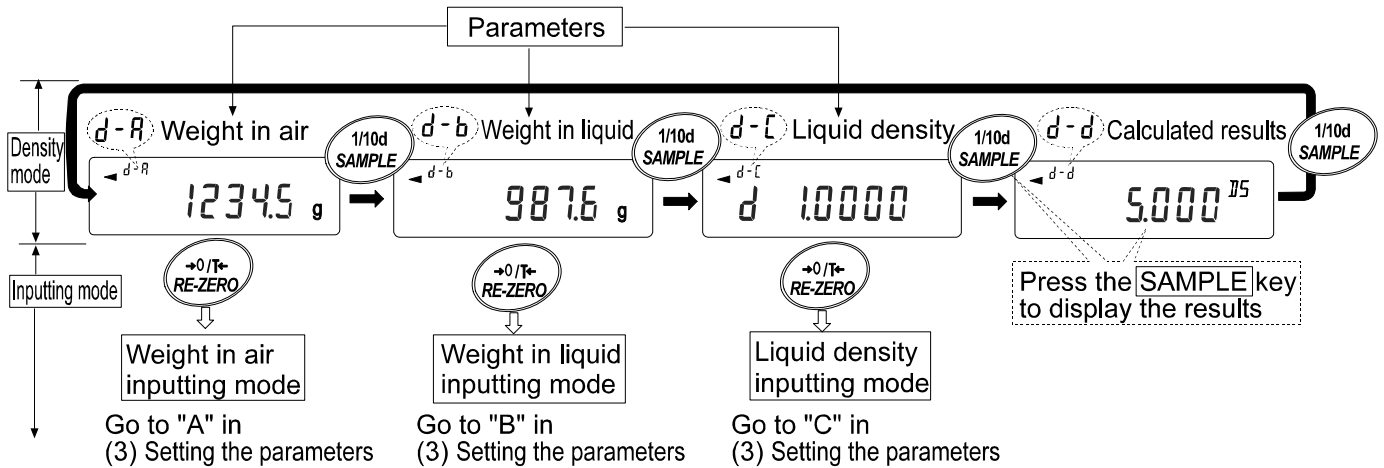 Parameters
Density
mode
d-A Weight in air
1/10d
SAMPLE
d-b Weight in liquid
1/10d
SAMPLE
d-C Liquid density
1/10d
SAMPLE
d-d Calculated results
1/10d
SAMPLE
d-A
1234.5 g
d-b
987.6 g
d-C
d 1.0000
d-d
5.000 DS
Inputting mode
→0/T←
RE-ZERO
→0/T←
RE-ZERO
→0/T←
RE-ZERO
Press the SAMPLE key
to display the results
Weight in air
inputting mode
Weight in liquid
inputting mode
Liquid density
inputting mode
Go to "A" in
(3) Setting the parameters
Go to "B" in
(3) Setting the parameters
Go to "C" in
(3) Setting the parameters